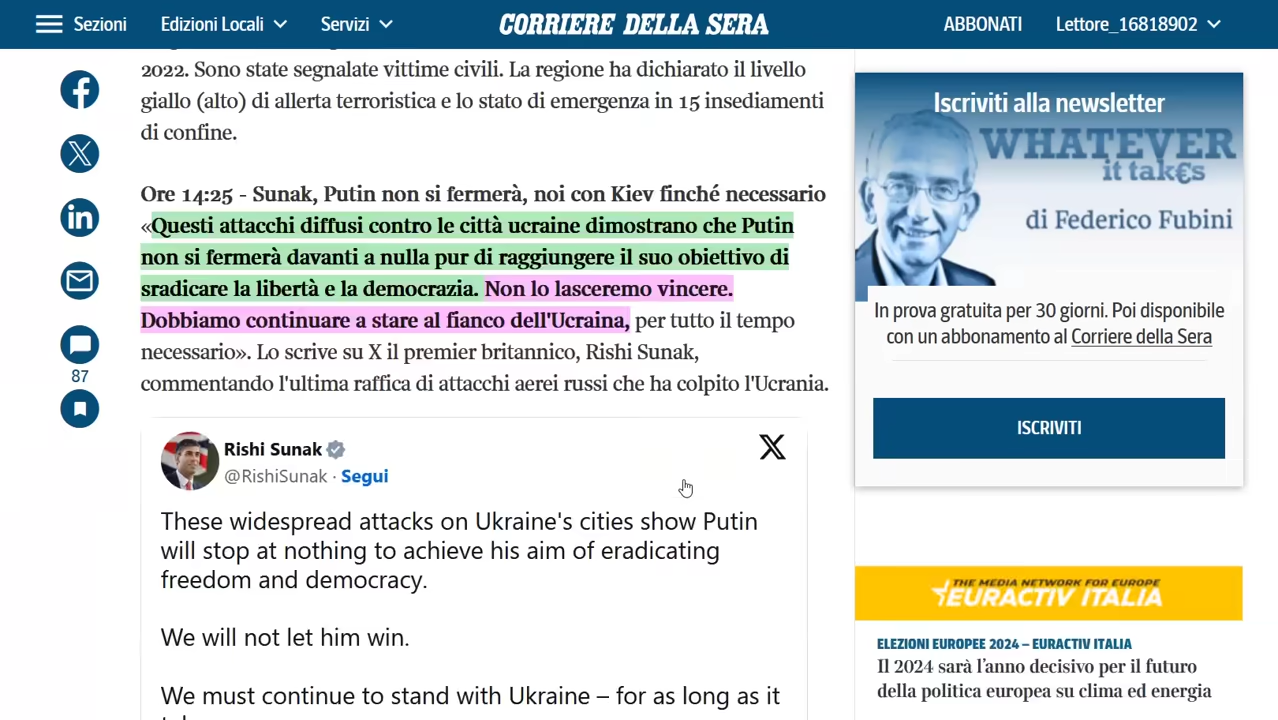 Sezioni
Edizioni Locali
Servizi
CORRIERE DELLA SERA
ABBONATI
Lettore_16818902
2022. Sono state segnalate vittime civili. La regione ha dichiarato il livello
giallo (alto) di allerta terroristica e lo stato di emergenza in 15 insediamenti
di confine.
Ore 14:25 - Sunak, Putin non si fermerà, noi con Kiev finché necessario
«Questi attacchi diffusi contro le città ucraine dimostrano che Putin
non si fermerà davanti a nulla pur di raggiungere il suo obiettivo di
sradicare la libertà e la democrazia. Non lo lasceremo vincere.
Dobbiamo continuare a stare al fianco dell'Ucraina, per tutto il tempo
necessario». Lo scrive su X il premier britannico, Rishi Sunak,
commentando l'ultima raffica di attacchi aerei russi che ha colpito l'Ucrania.
87
Rishi Sunak
@RishiSunak · Segui
These widespread attacks on Ukraine's cities show Putin
will stop at nothing to achieve his aim of eradicating
freedom and democracy.
We will not let him win.
We must continue to stand with Ukraine – for as long as it
Iscriviti alla newsletter
WHATEVER
it tak€s
di Federico Fubini
In prova gratuita per 30 giorni. Poi disponibile
con un abbonamento al Corriere della Sera
ISCRIVITI
THE MEDIA NETWORK FOR EUROPE
EURACTIV ITALIA
ELEZIONI EUROPEE 2024 – EURACTIV ITALIA
Il 2024 sarà l'anno decisivo per il futuro
della politica europea su clima ed energia